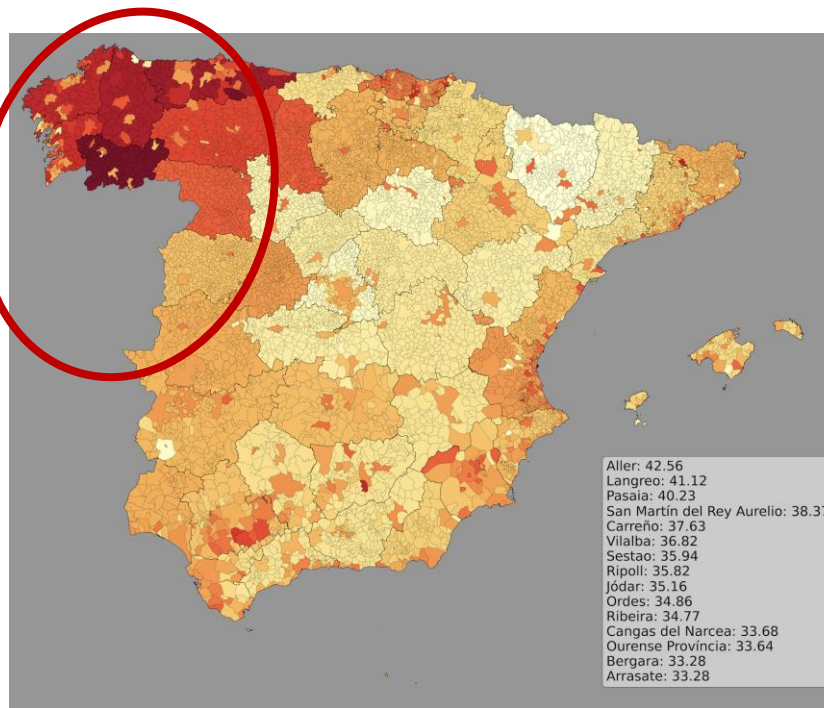 Aller: 42.56
Langreo: 41.12
Pasaia: 40.23
San Martín del Rey Aurelio: 38.37
Carreño: 37.63
Vilalba: 36.82
Sestao: 35.94
Ripoll: 35.82
Jódar: 35.16
Ordes: 34.86
Ribeira: 34.77
Cangas del Narcea: 33.68
Ourense Província: 33.64
Bergara: 33.28
Arrasate: 33.28